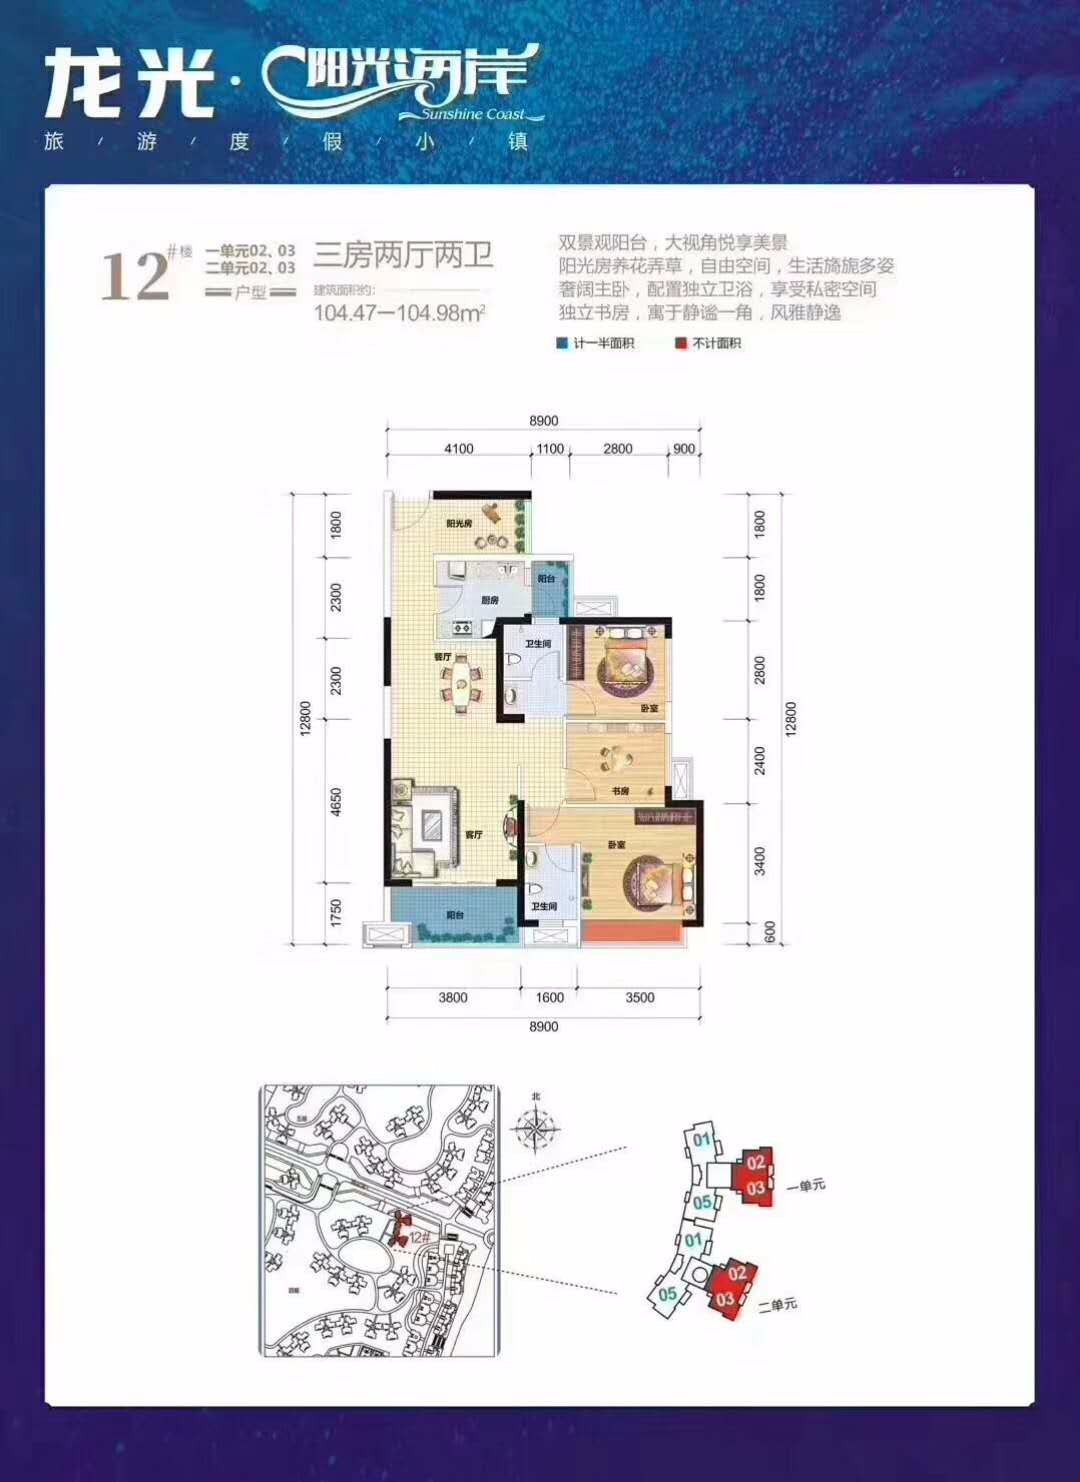 龙光·阳光海岸
Sunshine Coast
旅/游/度/假/小/镇
12#楼
一单元02、03
二单元02、03
户型
三房两厅两卫
建筑面积约:
104.47—104.98m²
双景观阳台，大视角悦享美景
阳光房养花弄草，自由空间，生活旖旎多姿
奢阔主卧，配置独立卫浴，享受私密空间
独立书房，寓于静谧一角，风雅静逸
计一半面积 不计面积
8900
4100 1100 2800 900
12800
1800
2300
2300
4650
1750
阳光房
阳台
厨房
卫生间
餐厅
卧室
书房
客厅
卧室
卫生间
阳台
1800
1800
2800
2400
3400
600
12800
3800 1600 3500
8900
北
12#
01
02
03
一单元
05
01
02
03
05
二单元